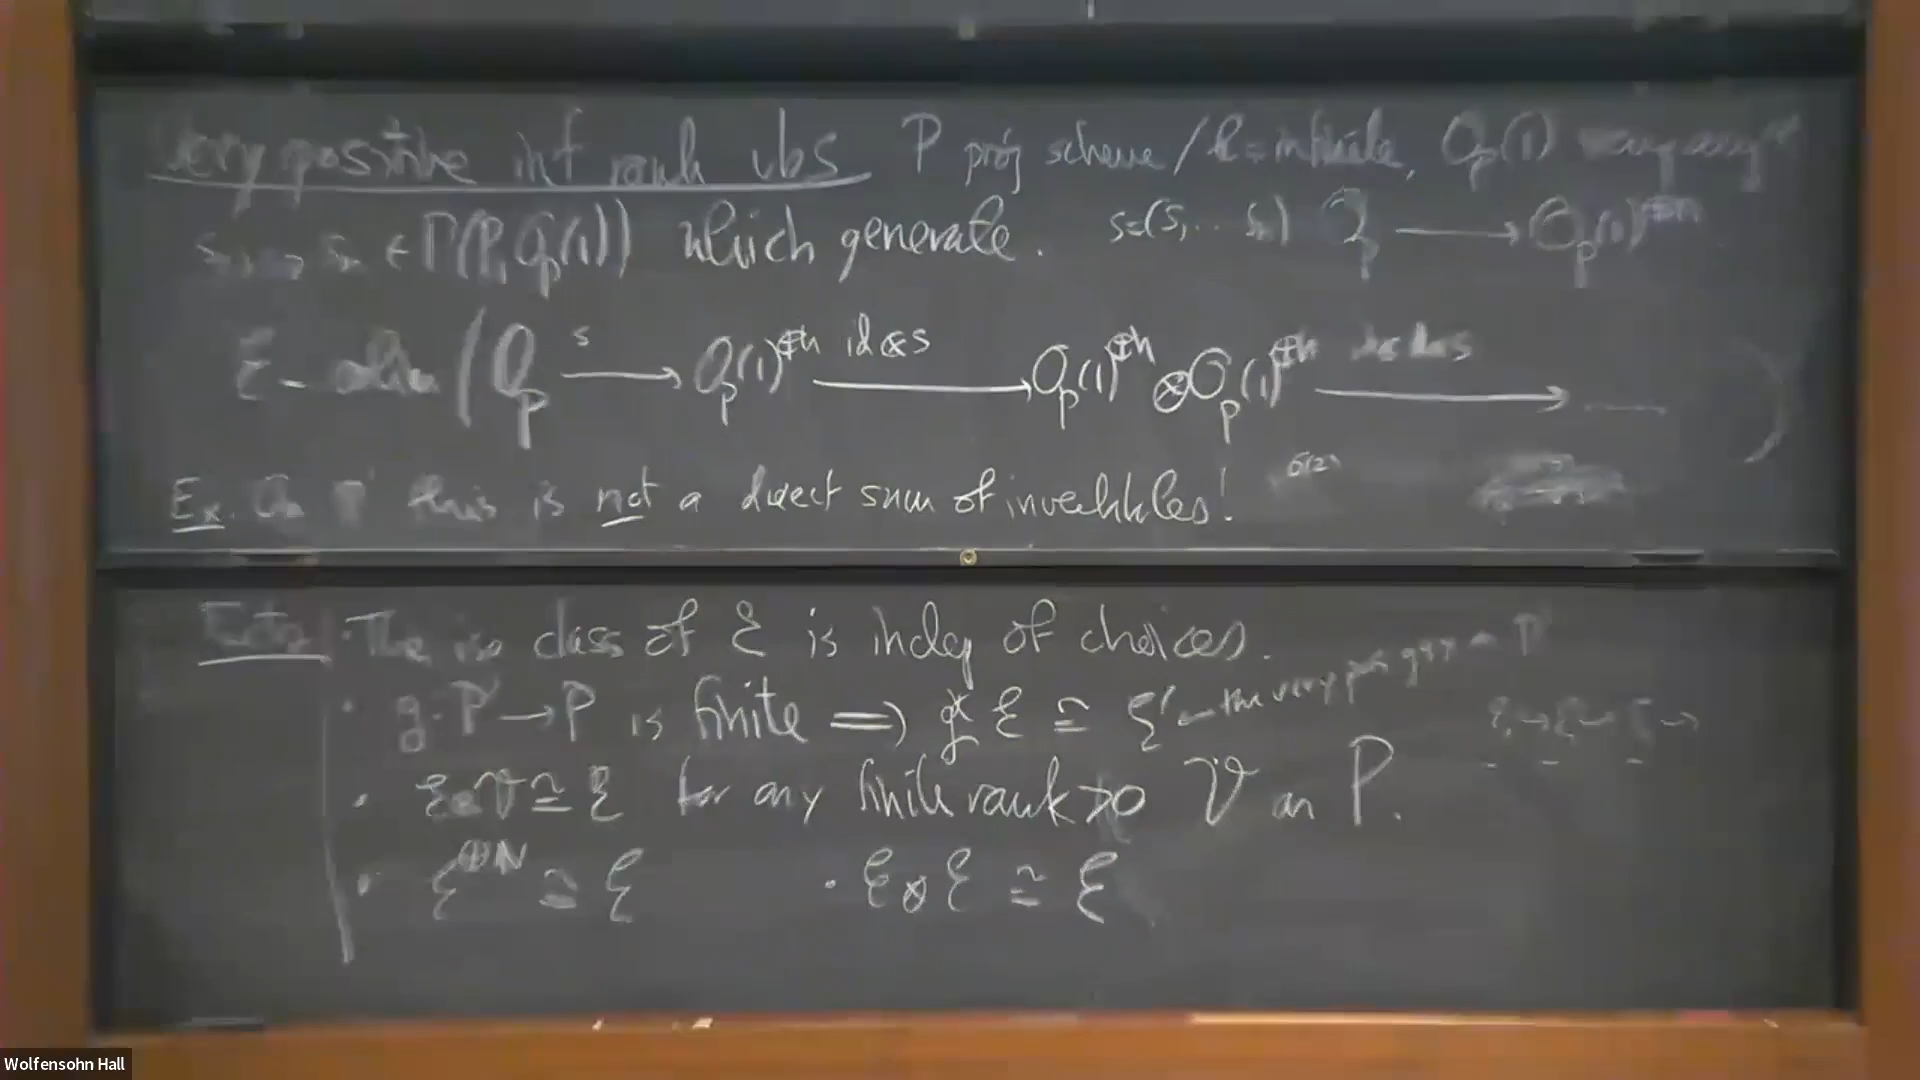 Very positive inf rank vbs P proj scheme / k = infinite, O_P(1) very
s_1, ..., s_n ∈ Γ(P, O_P(1)) which generate. s=(s_1 ... s_n) O_P → O_P(1)^{⊕n}
E = colim ( O_P →^{s} O_P(1)^{⊕n} →^{id⊗s} O_P(1)^{⊕n} ⊗ O_P(1)^{⊕n} → ---- )
Ex. On P^1 this is not a direct sum of invertibles! O(2)
Facts · The iso class of E is indep of choices.
· g: P' → P is finite ⟹ g^* E ≅ E' ← the very pos gy on P'
· E⊗V ≅ E for any finite rank >0 V on P.
· E^{⊕N} ≅ E · E⊗E ≅ E
Wolfensohn Hall